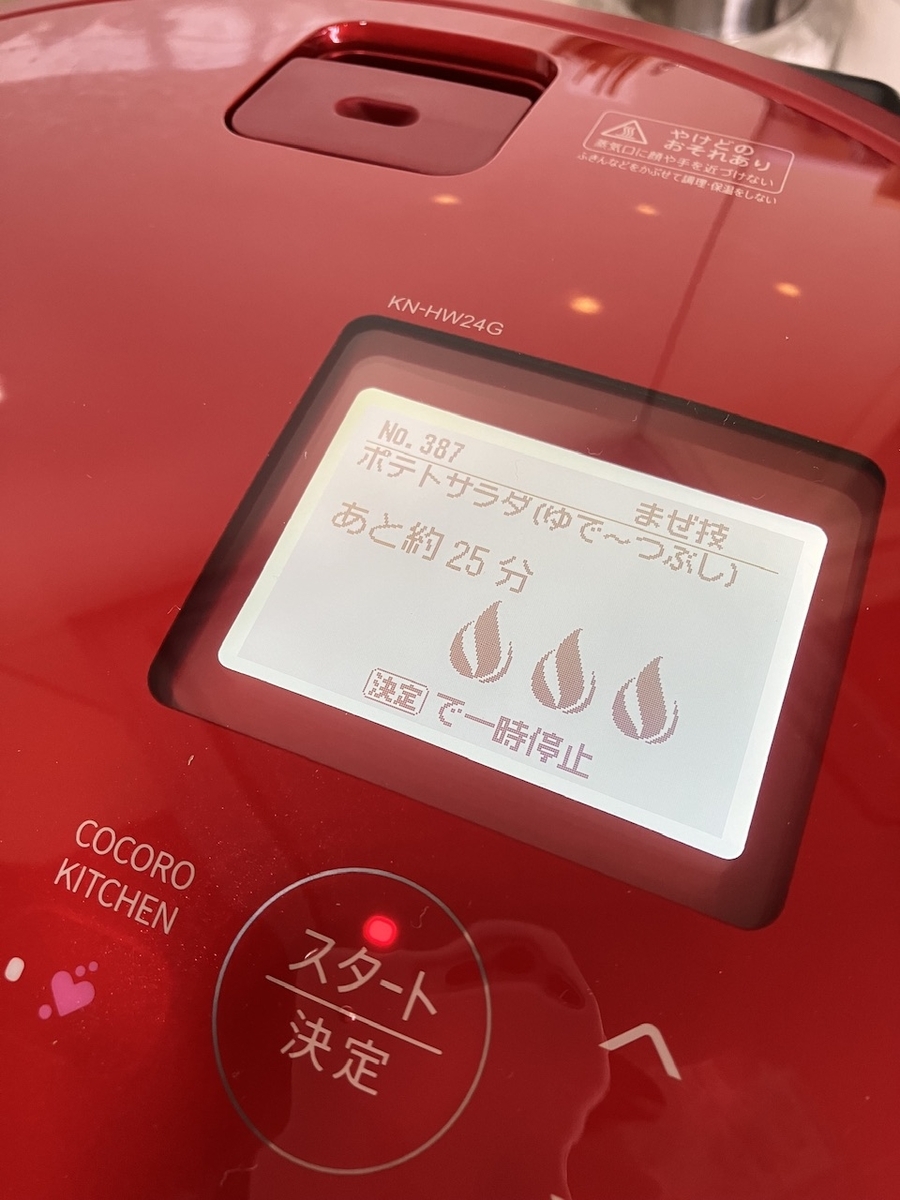 やけどの
おそれあり
蒸気口に顔や手を近づけない
ふきんなどをかぶせて調理・保温をしない
KN-HW24G
No.387
まぜ技
ポテトサラダ(ゆで〜つぶし)
あと約25分
決定で一時停止
COCORO
KITCHEN
スタート
決定